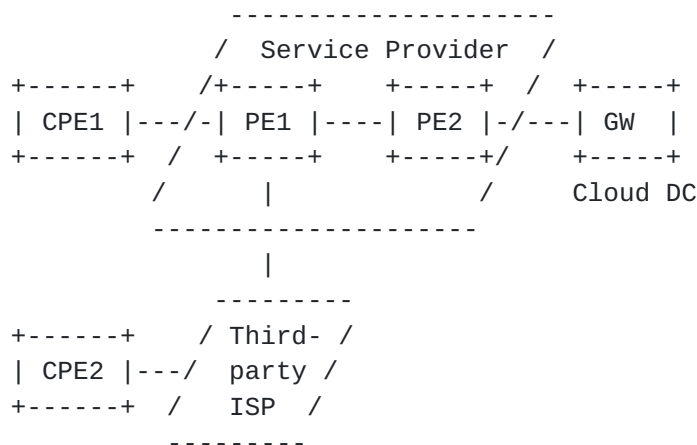 ---------------------
/  Service Provider  /
+------+    /+-----+    +-----+  /  +-----+
| CPE1 |---/-| PE1 |----| PE2 |-/---| GW  |
+------+  /  +-----+    +-----+/    +-----+
/      |             /     Cloud DC
---------------------
|
---------
+------+    / Third- /
| CPE2 |---/  party /
+------+  /   ISP  /
---------